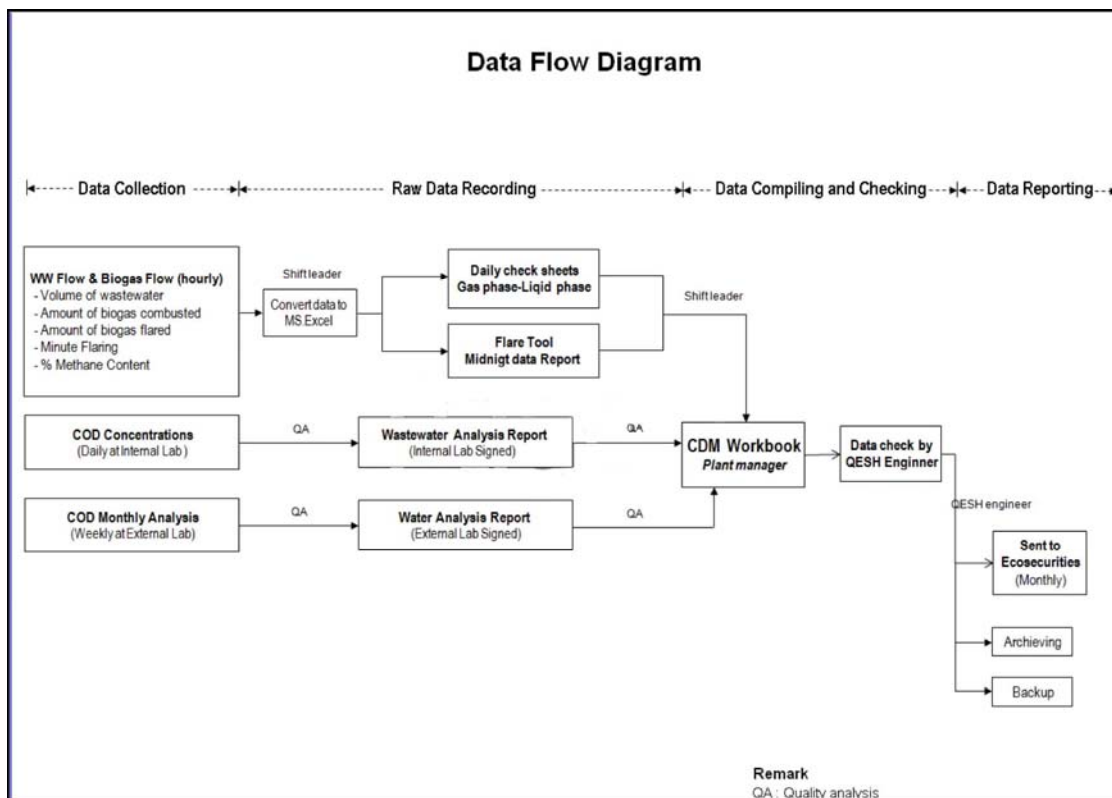 Data Flow Diagram
Data Collection
Raw Data Recording
Data Compiling and Checking
Data Reporting
WW Flow & Biogas Flow (hourly)
- Volume of wastewater
- Amount of biogas combusted
- Amount of biogas flared
- Minute Flaring
- % Methane Content
Shift leader
Convert data to
MS.Excel
Daily check sheets
Gas phase-Liqid phase
Flare Tool
Midnigt data Report
Shift leader
COD Concentrations
(Daily at Internal Lab)
QA
Wastewater Analysis Report
(Internal Lab Signed)
QA
CDM Workbook
Plant manager
Data check by
QESH Enginner
COD Monthly Analysis
(Weekly at External Lab)
QA
Water Analysis Report
(External Lab Signed)
QA
QESH engineer
Sent to
Ecosecurities
(Monthly)
Archieving
Backup
Remark
QA : Quality analysis